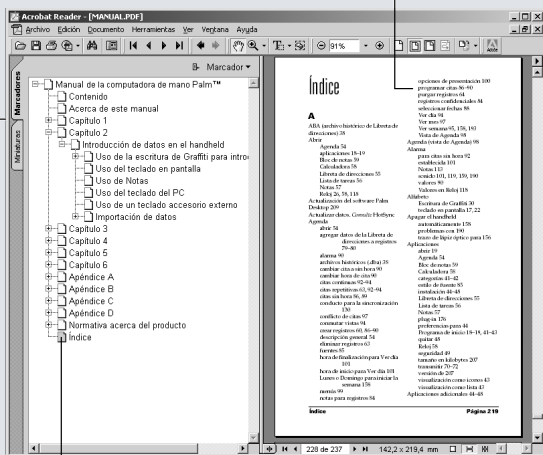 Acrobat Reader - [MANUAL.PDF]
Archivo Edición Documento Herramientas Ver Ventana Ayuda
91%
Marcadores
Miniaturas
Marcador
Manual de la computadora de mano Palm™
Contenido
Acerca de este manual
Capítulo 1
Capítulo 2
Introducción de datos en el handheld
Uso de la escritura de Graffiti para introd
Uso del teclado en pantalla
Uso de Notas
Uso del teclado del PC
Uso de un teclado accesorio externo
Importación de datos
Capítulo 3
Capítulo 4
Capítulo 5
Capítulo 6
Apéndice A
Apéndice B
Apéndice C
Apéndice D
Normativa acerca del producto
Índice
Índice
A
ABA (archivo histórico de Libreta de
direcciones) 38
Abrir
Agenda 54
aplicaciones 18–19
Bloc de notas 59
Calculadora 58
Libreta de direcciones 55
Lista de tareas 56
Notas 57
Reloj 26, 58, 118
Actualización del software Palm
Desktop 209
Actualizar datos. Consulte HotSync
Agenda
abrir 54
agregar datos de la Libreta de
direcciones a registros
79–80
alarma 90
archivos históricos (.dba) 38
cambiar cita a sin hora 90
cambiar hora de cita 90
citas continuas 92–94
citas repetitivas 63, 92–94
citas sin hora 86, 89
conducto para la sincronización
130
conflicto de citas 97
conmutar vistas 94
crear registros 60, 86–90
descripción general 54
eliminar registros 63
fuentes 85
hora de finalización para Ver día
101
hora de inicio para Ver día 101
Lunes o Domingo para iniciar la
semana 159
menús 99
notas para registros 84
opciones de presentación 100
programar citas 86–90
purgar registros 64
registros confidenciales 84
seleccionar fechas 88
Ver día 94
Ver mes 97
Ver semana 95, 158, 193
Vista de Agenda 98
Agenda (vista de Agenda) 98
Alarma
para citas sin hora 92
establecida 101
Notas 113
sonido 101, 119, 159, 190
valores 90
Valores en Reloj 118
Alfabeto
Escritura de Graffiti 30
teclado en pantalla 17, 22
Apagar el handheld
automáticamente 158
problemas con 190
trazo de lápiz óptico para 156
Aplicaciones
abrir 19
Agenda 54
Bloc de notas 59
Calculadora 58
categorías 41–42
estilo de fuente 85
instalación 44–48
Libreta de direcciones 55
Lista de tareas 56
Notas 57
plug-in 176
preferencias para 44
Programa de inicio 18–19, 41–43
quitar 48
Reloj 58
seguridad 49
tamaño en kilobytes 207
transmitir 70–72
versión de 207
visualización como iconos 43
visualización como lista 43
Aplicaciones adicionales 44–48
Índice
Página 219
228 de 237
142,2 x 219,4 mm